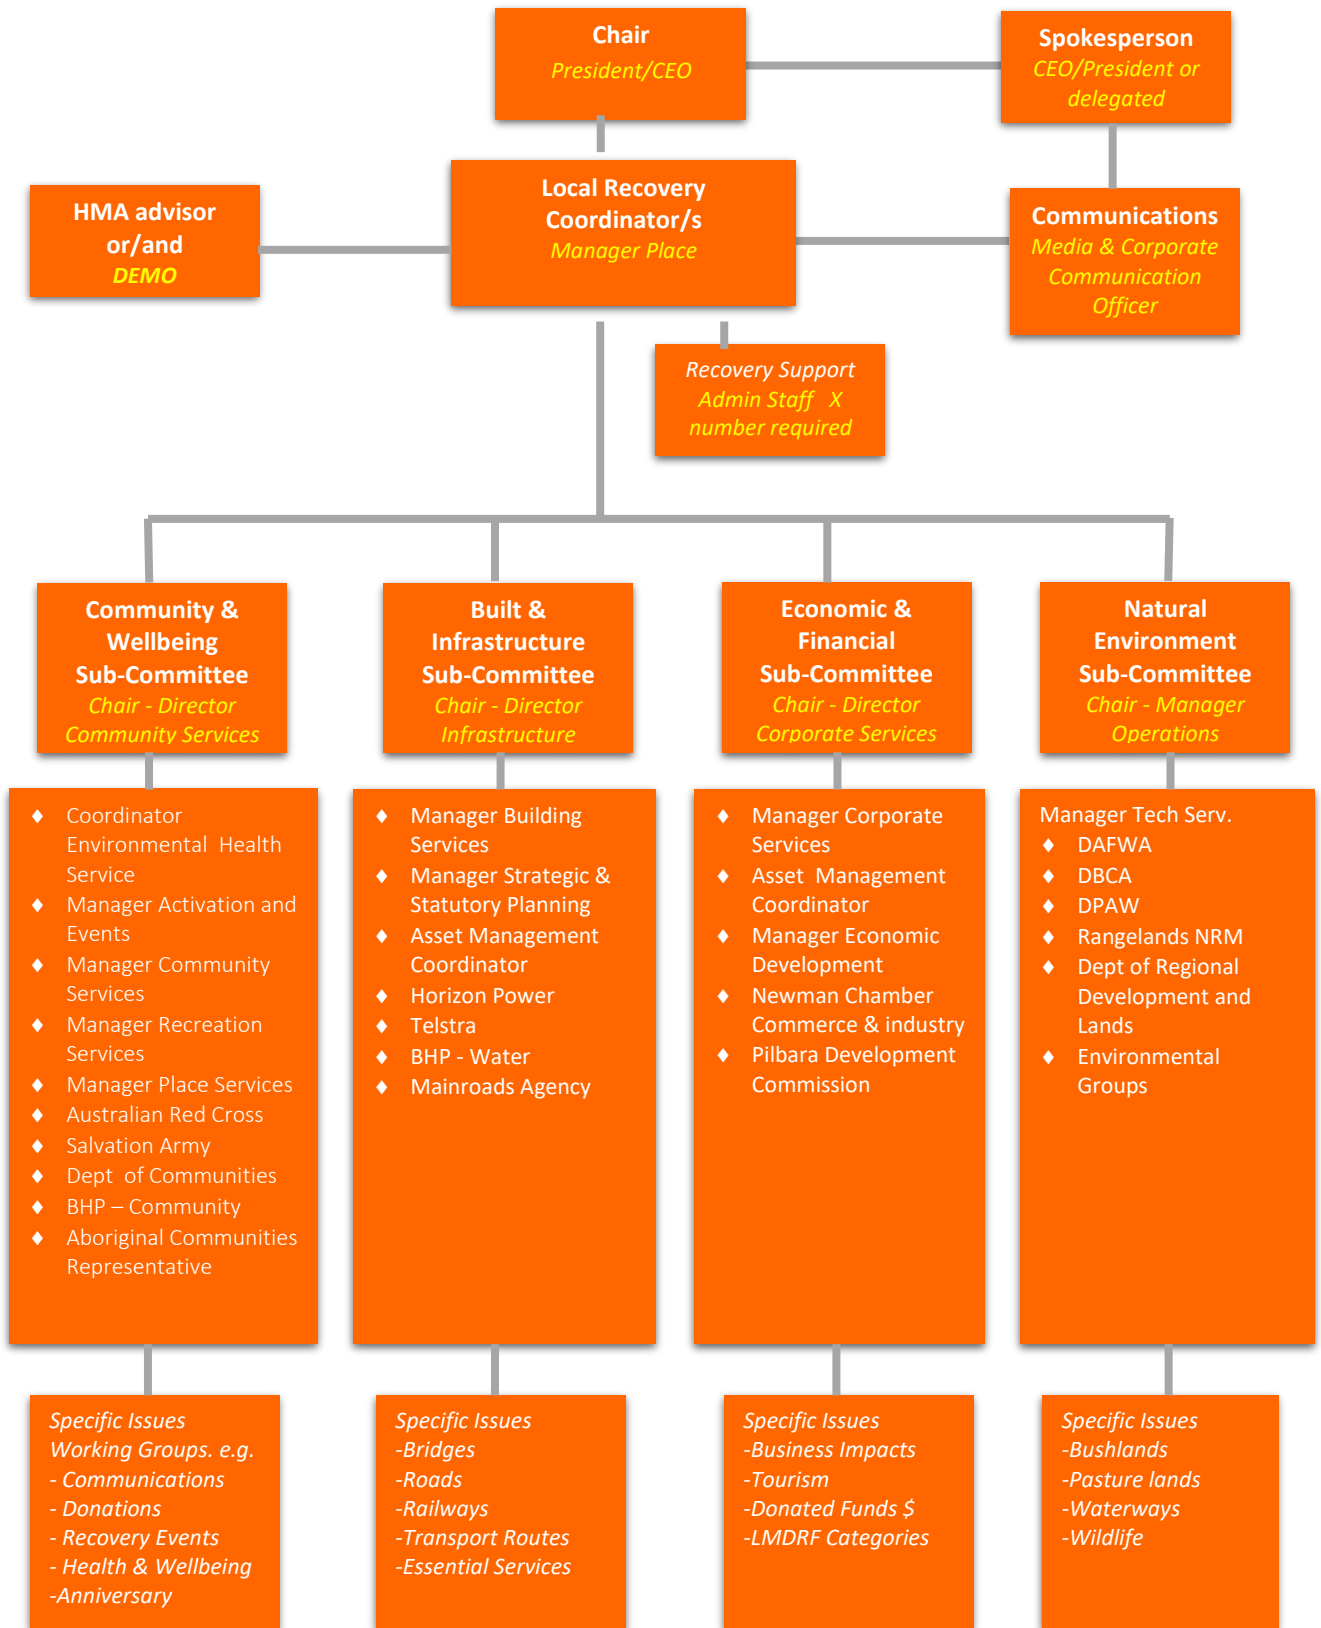 Chair
President/CEO
Spokesperson
CEO/President or
delegated
HMA advisor
or/and
DEMO
Local Recovery
Coordinator/s
Manager Place
Communications
Media & Corporate
Communication
Officer
Recovery Support
Admin Staff X
number required
Community &
Wellbeing
Sub-Committee
Chair - Director
Community Services
Built &
Infrastructure
Sub-Committee
Chair - Director
Infrastructure
Economic &
Financial
Sub-Committee
Chair - Director
Corporate Services
Natural
Environment
Sub-Committee
Chair - Manager
Operations
♦ Coordinator
Environmental Health
Service
♦ Manager Activation and
Events
♦ Manager Community
Services
♦ Manager Recreation
Services
♦ Manager Place Services
♦ Australian Red Cross
♦ Salvation Army
♦ Dept of Communities
♦ BHP – Community
♦ Aboriginal Communities
Representative
♦ Manager Building
Services
♦ Manager Strategic &
Statutory Planning
♦ Asset Management
Coordinator
♦ Horizon Power
♦ Telstra
♦ BHP - Water
♦ Mainroads Agency
♦ Manager Corporate
Services
♦ Asset Management
Coordinator
♦ Manager Economic
Development
♦ Newman Chamber
Commerce & industry
♦ Pilbara Development
Commission
Manager Tech Serv.
♦ DAFWA
♦ DBCA
♦ DPAW
♦ Rangelands NRM
♦ Dept of Regional
Development and
Lands
♦ Environmental
Groups
Specific Issues
Working Groups. e.g.
- Communications
- Donations
- Recovery Events
- Health & Wellbeing
-Anniversary
Specific Issues
-Bridges
-Roads
-Railways
-Transport Routes
-Essential Services
Specific Issues
-Business Impacts
-Tourism
-Donated Funds $
-LMDRF Categories
Specific Issues
-Bushlands
-Pasture lands
-Waterways
-Wildlife